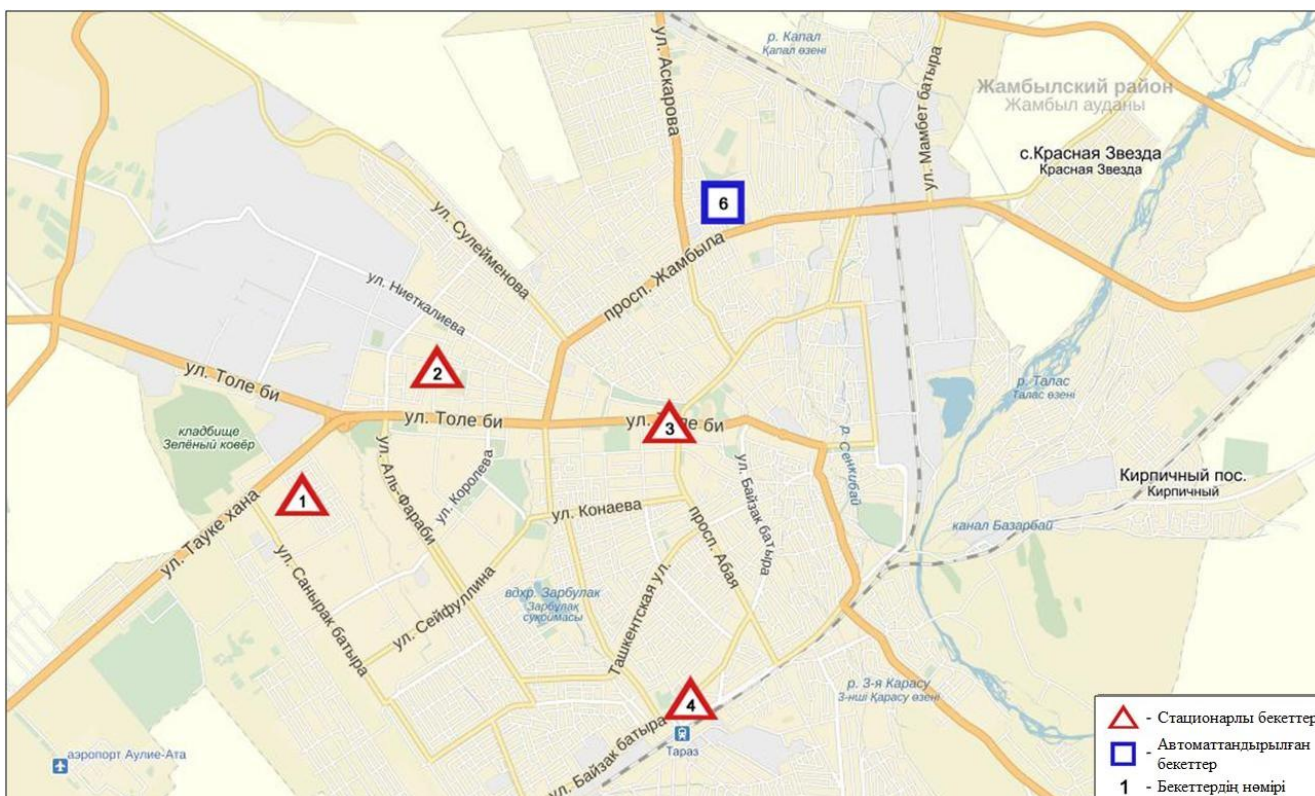 р. Капал
Қапал өзені
ул. Аскарова
ул. Мамбет батыра
Жамбылский район
Жамбыл ауданы
с.Красная Звезда
Красная Звезда
6
ул. Сулейменова
просп. Жамбыла
ул. Ниеткалиева
2
ул. Толе би
ул. Толе би
ул. Толе би
3
р. Талас
Талас өзені
кладбище
Зелёный ковёр
ул. Аль-Фараби
ул. Королева
р. Сенкибай
ул. Байзак батыра
Кирпичный пос.
Кирпичный
1
ул. Тауке хана
ул. Конаева
просп. Абая
канал Базарбай
ул. Санырак батыра
ул. Сейфуллина
вдхр. Зарбулак
Зарбулақ
суқоймасы
Ташкентская ул.
4
р. 3-я Карасу
3-нші Қарасу өзені
ул. Байзак батыра
Тараз
аэропорт Аулие-Ата
- Стационарлы бекеттер
- Автоматтандырылған
бекеттер
1 - Бекеттердің нөмірі